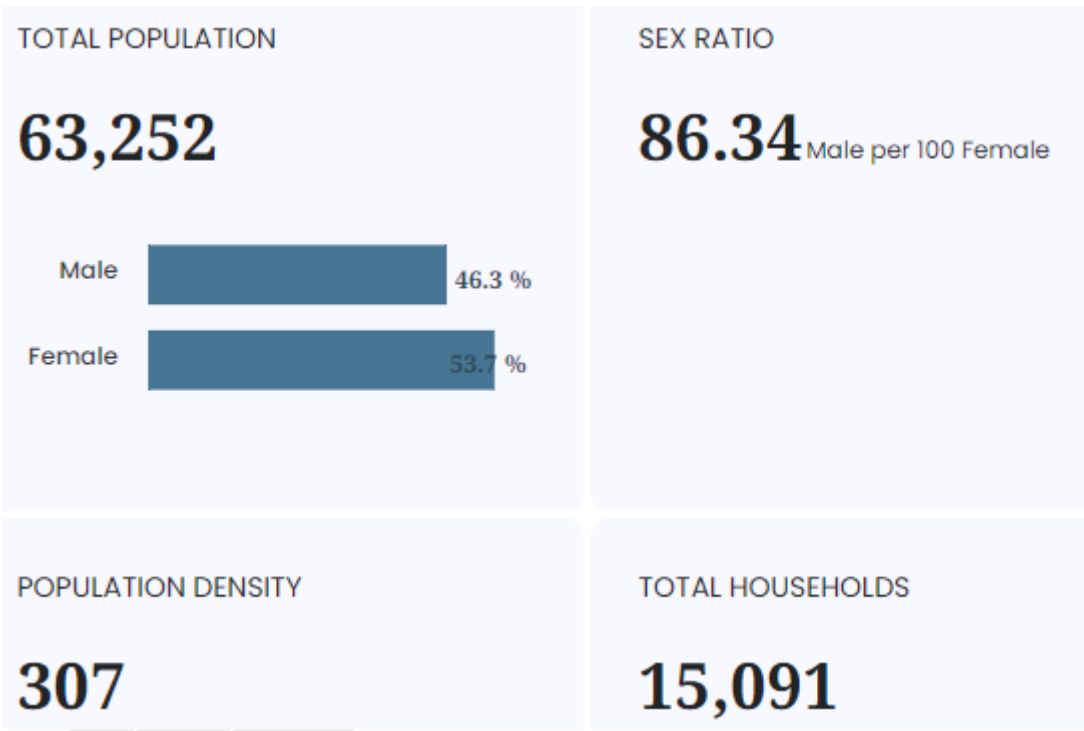 TOTAL POPULATION
63,252
Male 46.3 %
Female 53.7 %
SEX RATIO
86.34 Male per 100 Female
POPULATION DENSITY
307
TOTAL HOUSEHOLDS
15,091